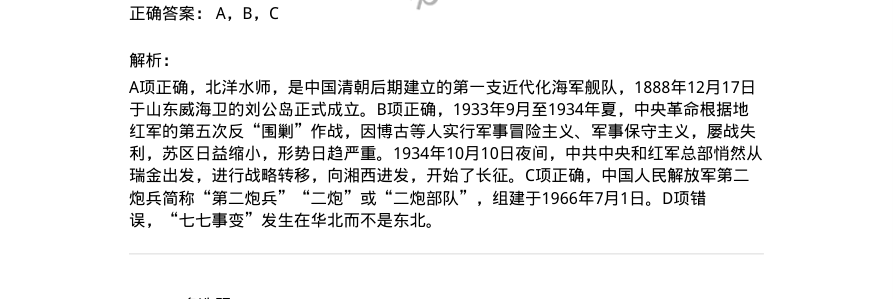 正确答案： A，B，C
解析：
A项正确，北洋水师，是中国清朝后期建立的第一支近代化海军舰队，1888年12月17日
于山东威海卫的刘公岛正式成立。B项正确，1933年9月至1934年夏，中央革命根据地
红军的第五次反“围剿”作战，因博古等人实行军事冒险主义、军事保守主义，屡战失
利，苏区日益缩小，形势日趋严重。1934年10月10日夜间，中共中央和红军总部悄然从
瑞金出发，进行战略转移，向湘西进发，开始了长征。C项正确，中国人民解放军第二
炮兵简称“第二炮兵”“二炮”或“二炮部队”，组建于1966年7月1日。D项错
误，“七七事变”发生在华北而不是东北。